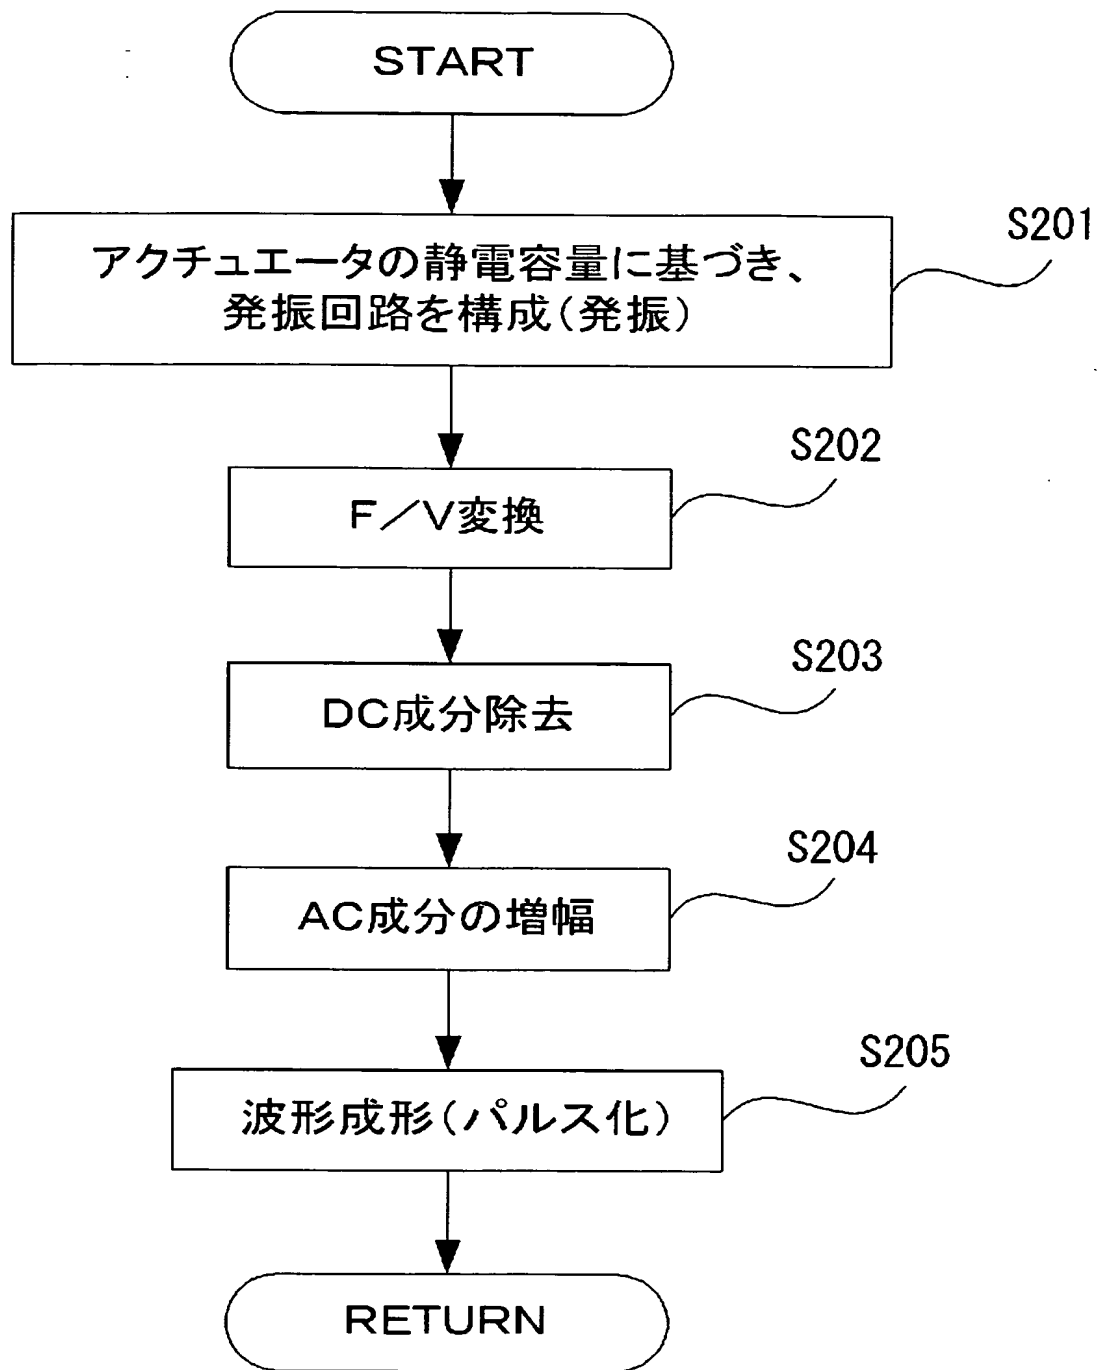 START
S201
アクチュエータの静電容量に基づき、
発振回路を構成(発振)
S202
F/V変換
S203
DC成分除去
S204
AC成分の増幅
S205
波形成形(パルス化)
RETURN